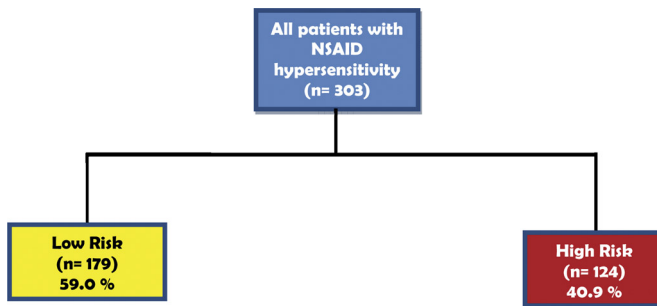 All patients with
NSAID
hypersensitivity
(n= 303)
Low Risk
(n= 179)
59.0 %
High Risk
(n= 124)
40.9 %